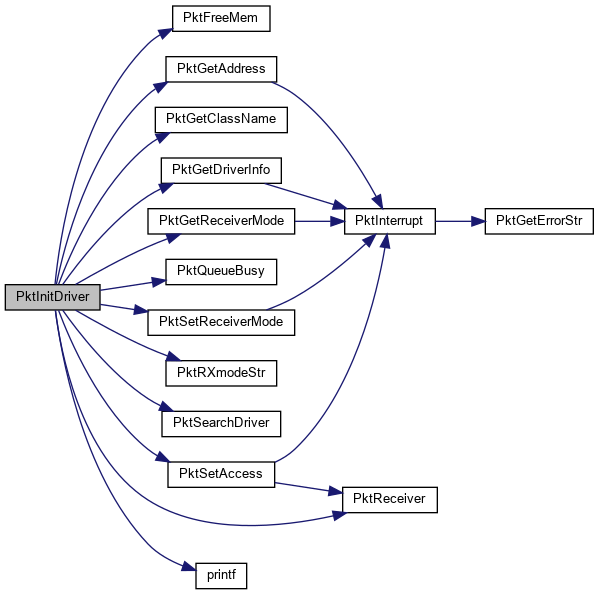 PktFreeMem
PktGetAddress
PktGetClassName
PktGetDriverInfo
PktGetReceiverMode
PktInterrupt
PktGetErrorStr
PktQueueBusy
PktInitDriver
PktSetReceiverMode
PktRXmodeStr
PktSearchDriver
PktSetAccess
PktReceiver
printf